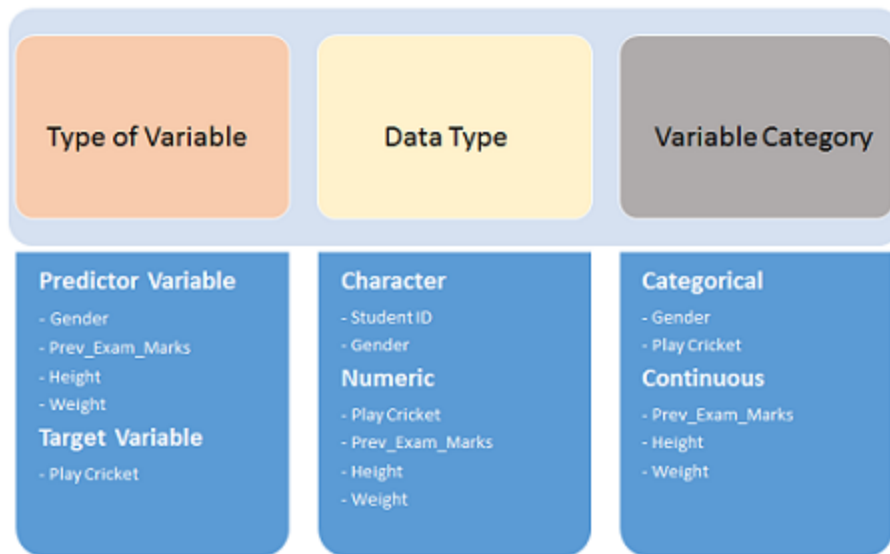 Type of Variable
Data Type
Variable Category
Predictor Variable
- Gender
- Prev_Exam_Marks
- Height
- Weight
Target Variable
- Play Cricket
Character
- Student ID
- Gender
Numeric
- Play Cricket
- Prev_Exam_Marks
- Height
- Weight
Categorical
- Gender
- Play Cricket
Continuous
- Prev_Exam_Marks
- Height
- Weight